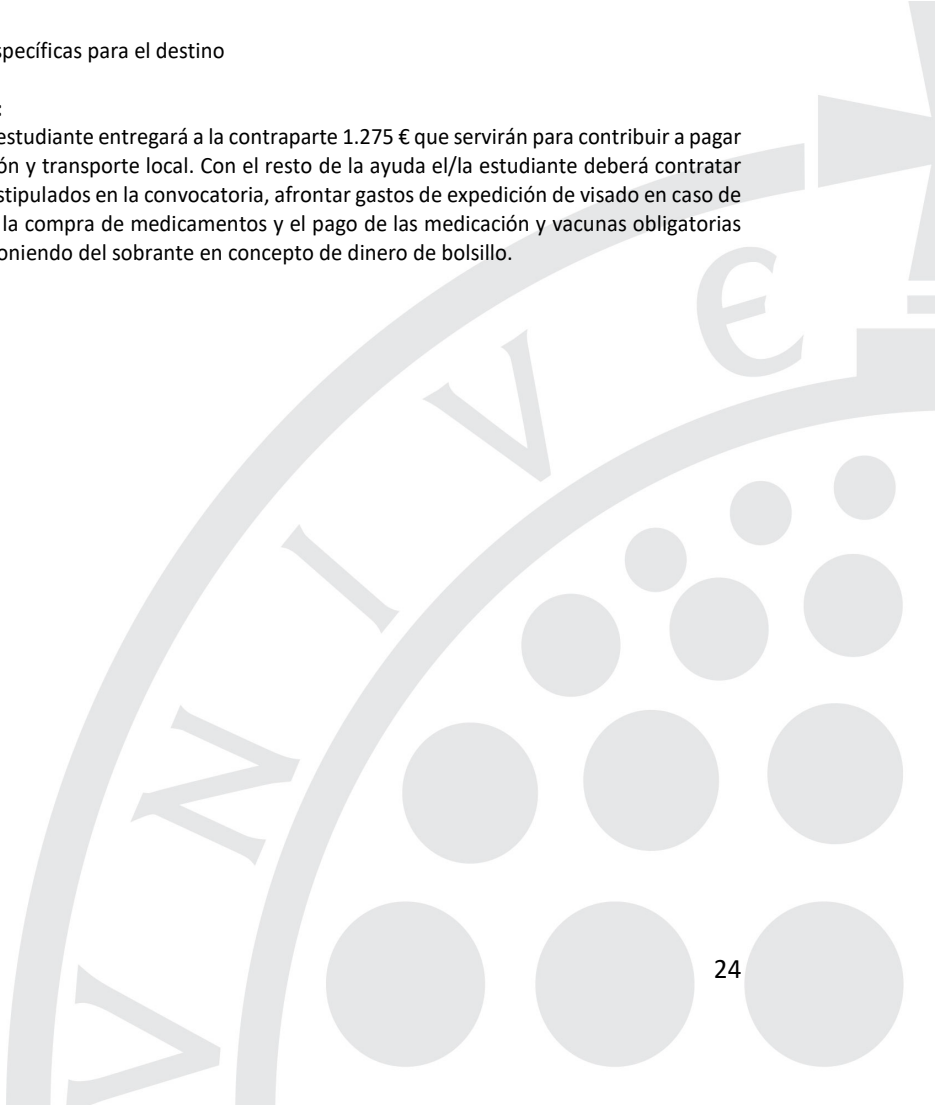 specíficas para el destino
:
estudiante entregará a la contraparte 1.275 € que servirán para contribuir a pagar
ón y transporte local. Con el resto de la ayuda el/la estudiante deberá contratar
stipulados en la convocatoria, afrontar gastos de expedición de visado en caso de
la compra de medicamentos y el pago de las medicación y vacunas obligatorias
oniendo del sobrante en concepto de dinero de bolsillo.
V N I V E
24